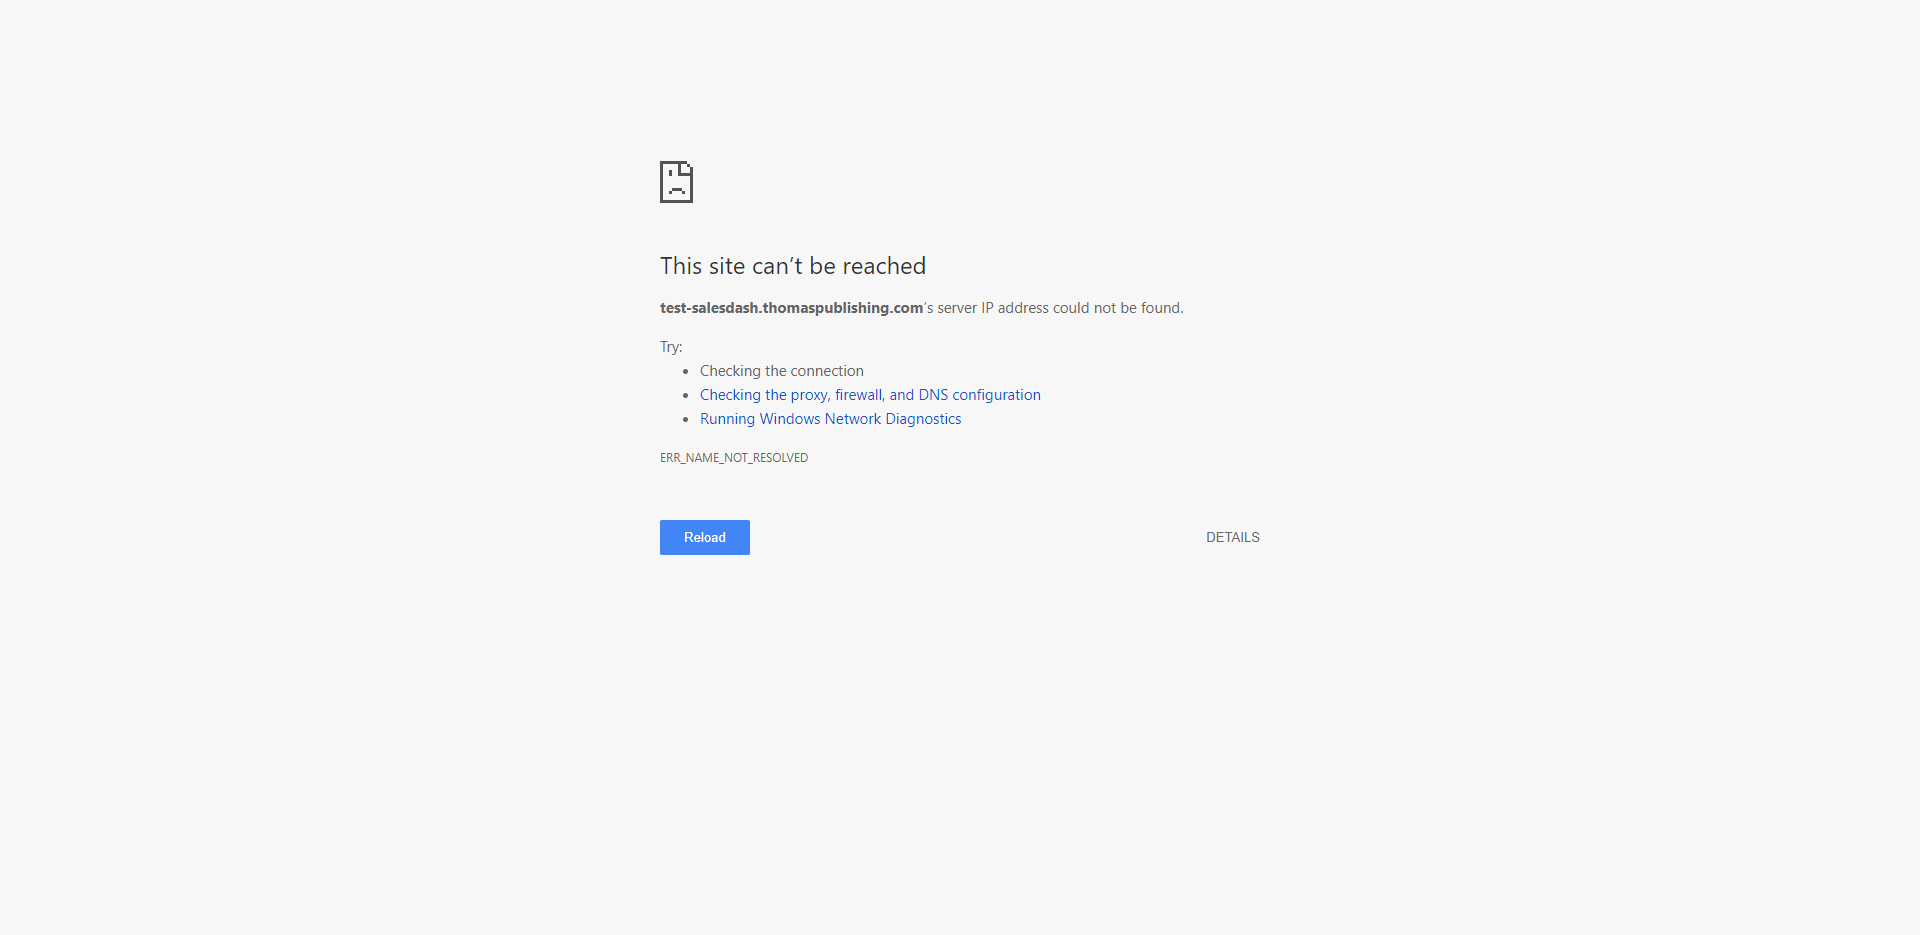 This site can’t be reached
test-salesdash.thomaspublishing.com’s server IP address could not be found.
Try:
Checking the connection
Checking the proxy, firewall, and DNS configuration
Running Windows Network Diagnostics
ERR_NAME_NOT_RESOLVED
Reload
DETAILS